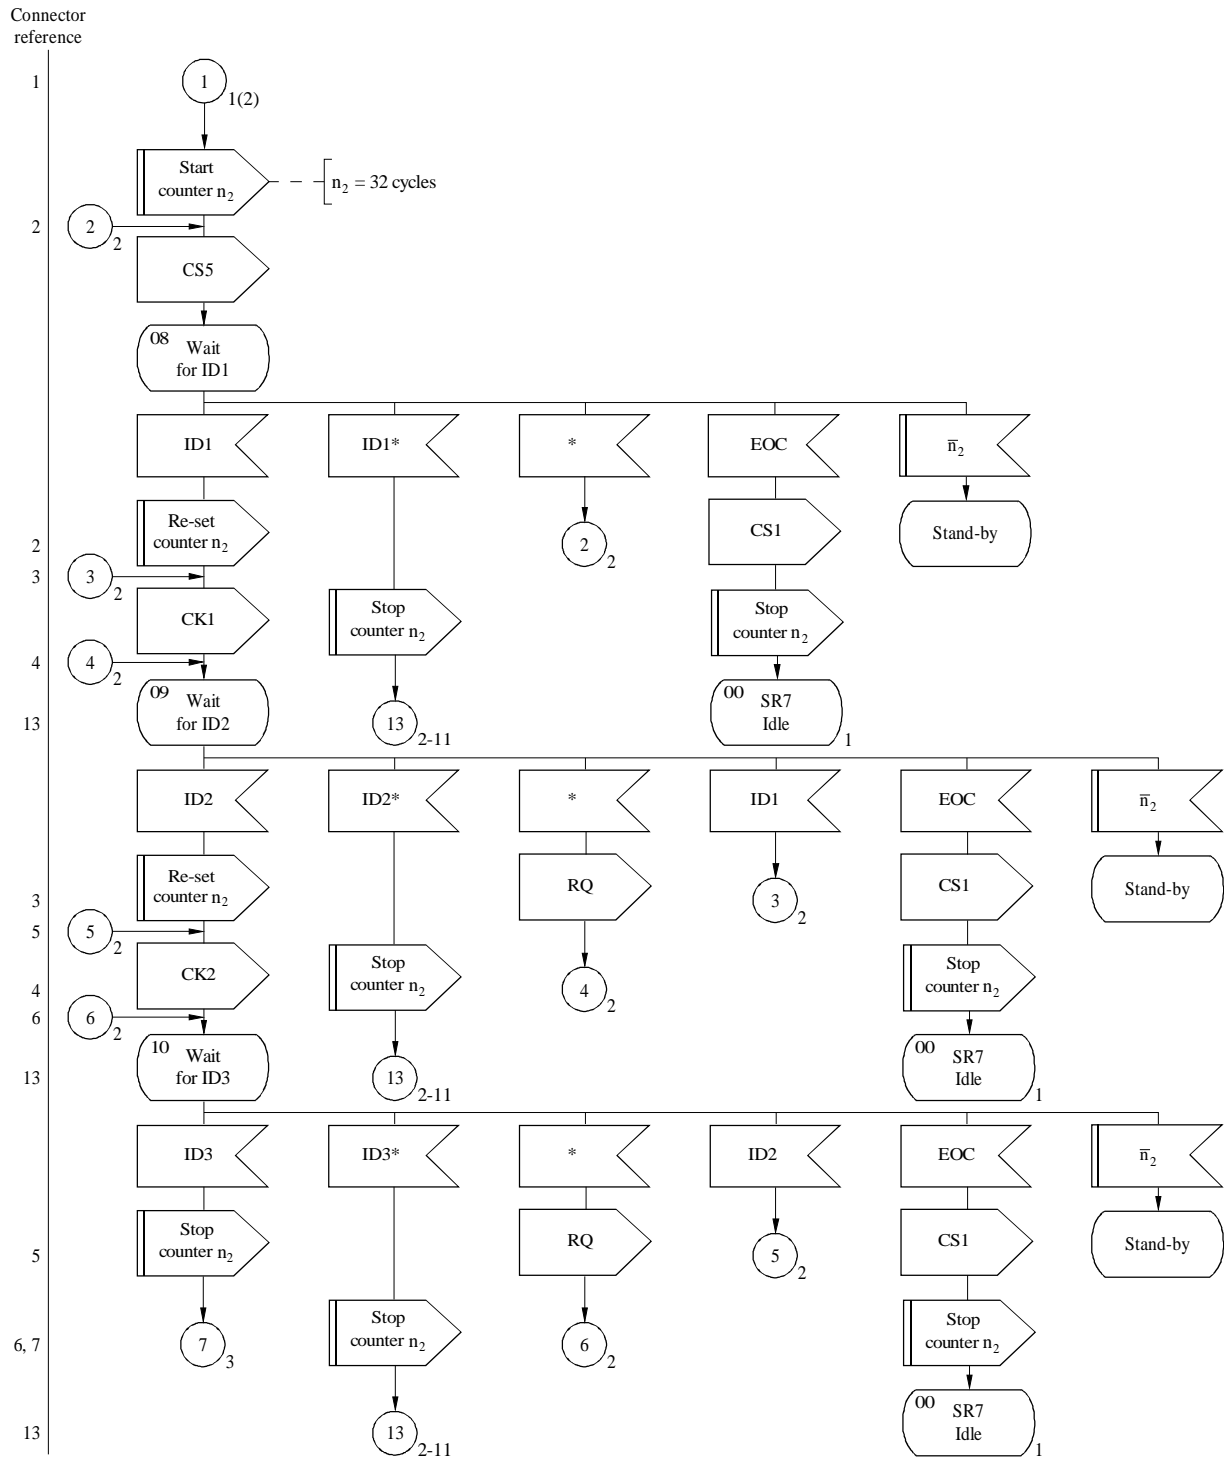 Connector
reference
1
1
1(2)
Start
counter n2
n2 = 32 cycles
2
2
2
CS5
08
Wait
for ID1
ID1
ID1*
*
EOC
n̅2
Re-set
counter n2
CS1
Stand-by
2
2
2
3
3
2
CK1
Stop
counter n2
Stop
counter n2
4
4
2
09
Wait
for ID2
00
SR7
Idle
1
13
13
2-11
ID2
ID2*
*
ID1
EOC
n̅2
Re-set
counter n2
RQ
CS1
Stand-by
3
3
2
5
5
2
CK2
Stop
counter n2
Stop
counter n2
4
4
2
6
6
2
10
Wait
for ID3
00
SR7
Idle
1
13
13
2-11
ID3
ID3*
*
ID2
EOC
n̅2
Stop
counter n2
RQ
CS1
Stand-by
5
5
2
Stop
counter n2
Stop
counter n2
6, 7
7
3
6
2
00
SR7
Idle
1
13
13
2-11